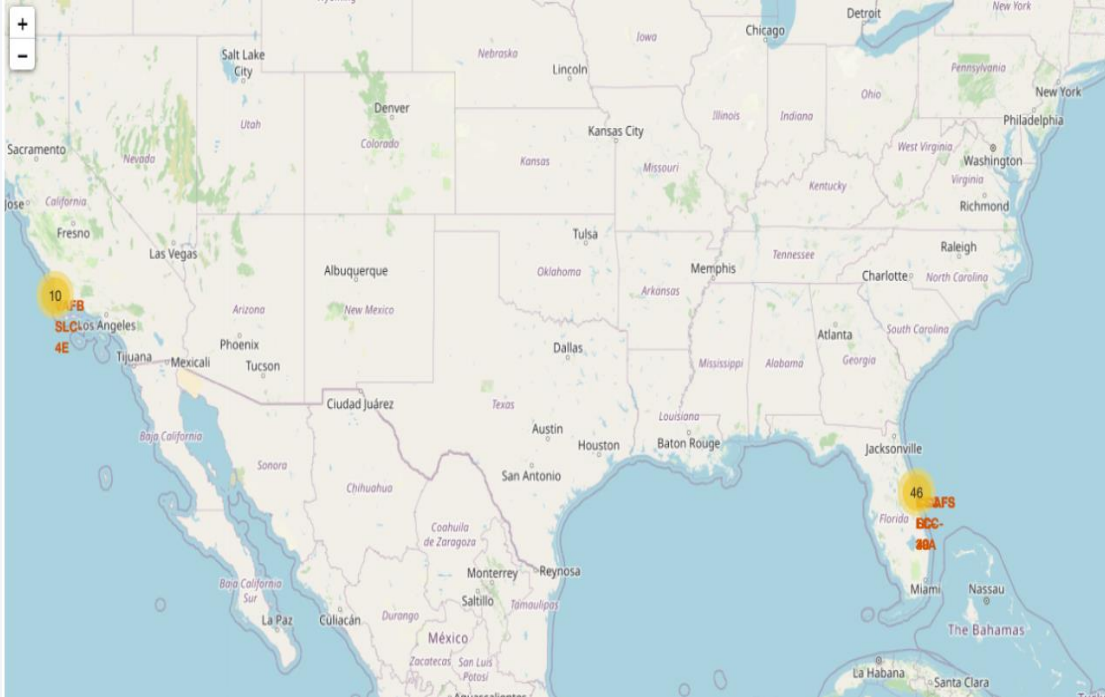 +
−
Detroit
New York
Chicago
Iowa
Salt Lake
City
Nebraska
Lincoln
Pennsylvania
Ohio
New York
Denver
Utah
Illinois
Indiana
Philadelphia
Kansas City
Sacramento
Colorado
Nevada
Kansas
Missouri
West Virginia
Washington
Virginia
Kentucky
Jose
California
Richmond
Fresno
Las Vegas
Tulsa
Raleigh
Tennessee
Albuquerque
Oklahoma
Memphis
Charlotte
North Carolina
10
Arkansas
AFB
Arizona
New Mexico
SLC-
Los Angeles
4E
Phoenix
Atlanta
South Carolina
Tijuana
Mexicali
Tucson
Dallas
Mississippi
Alabama
Georgia
Ciudad Juárez
Texas
Louisiana
Austin
Baja California
Houston
Baton Rouge
Jacksonville
Sonora
San Antonio
Chihuahua
46
AFS
Florida
Coahuila
de Zaragoza
Monterrey
Reynosa
Baja California
Sur
Miami
Nassau
Saltillo
Tamaulipas
La Paz
Culiacán
Durango
The Bahamas
México
Zacatecas
San Luis
Potosí
La Habana
Santa Clara
Aguascalientes